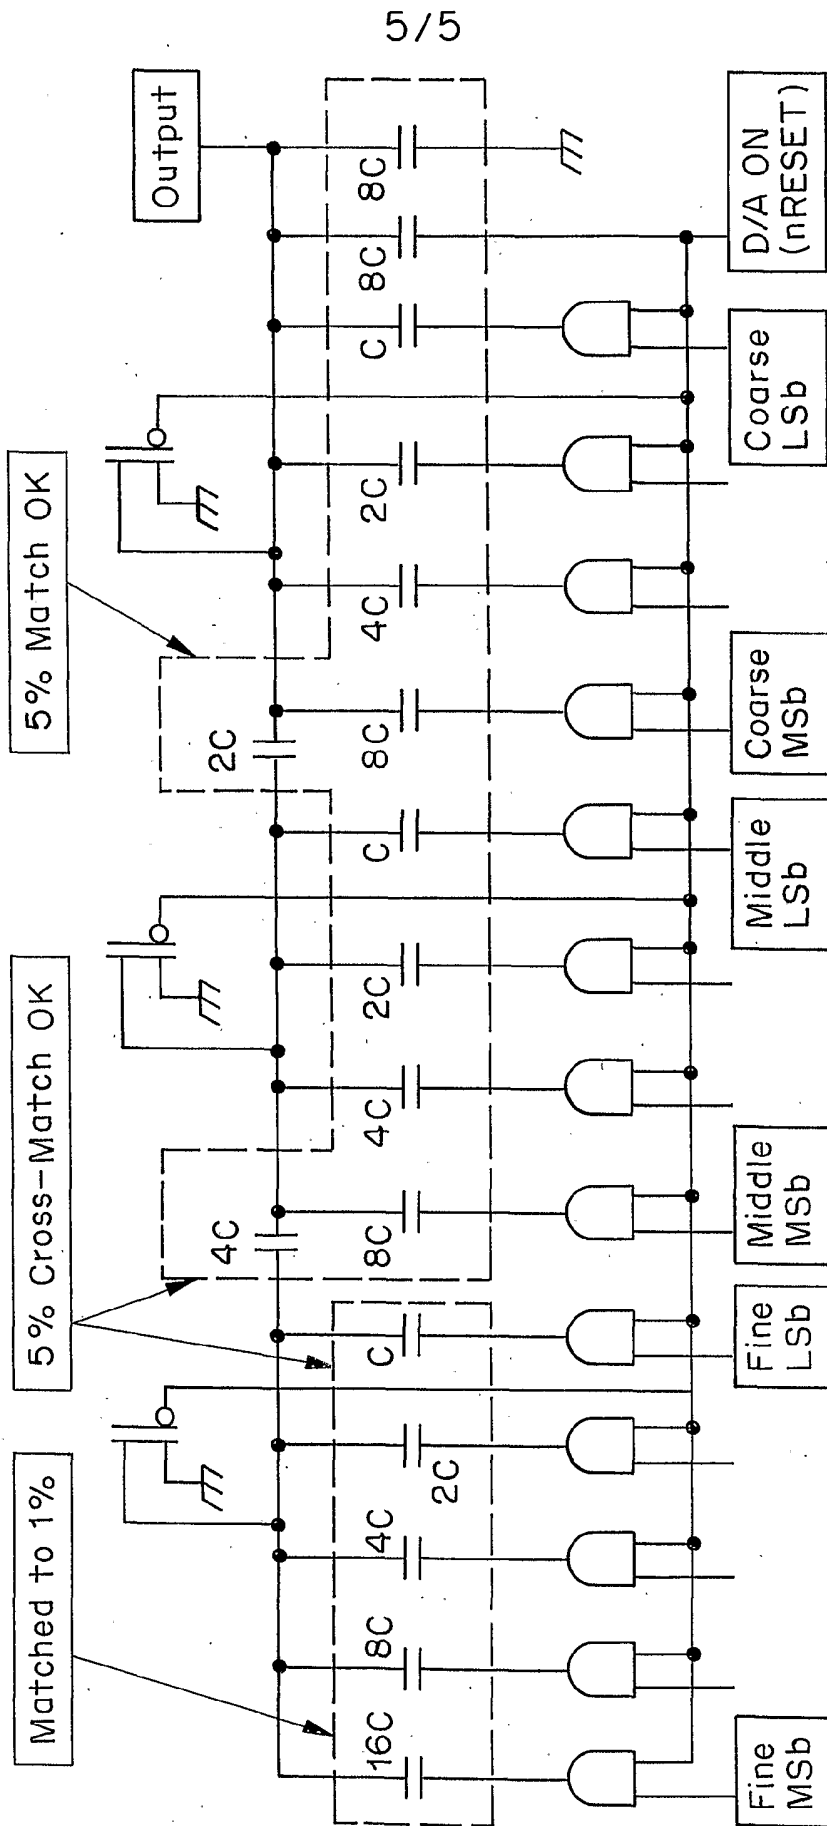 5/5
Output
8C
8C
C
2C
4C
8C
2C
C
2C
4C
8C
4C
C
2C
4C
8C
16C
5% Match OK
5% Cross-Match OK
Matched to 1%
D/A ON
(nRESET)
Coarse
LSb
Coarse
MSb
Middle
LSb
Middle
MSb
Fine
LSb
Fine
MSb